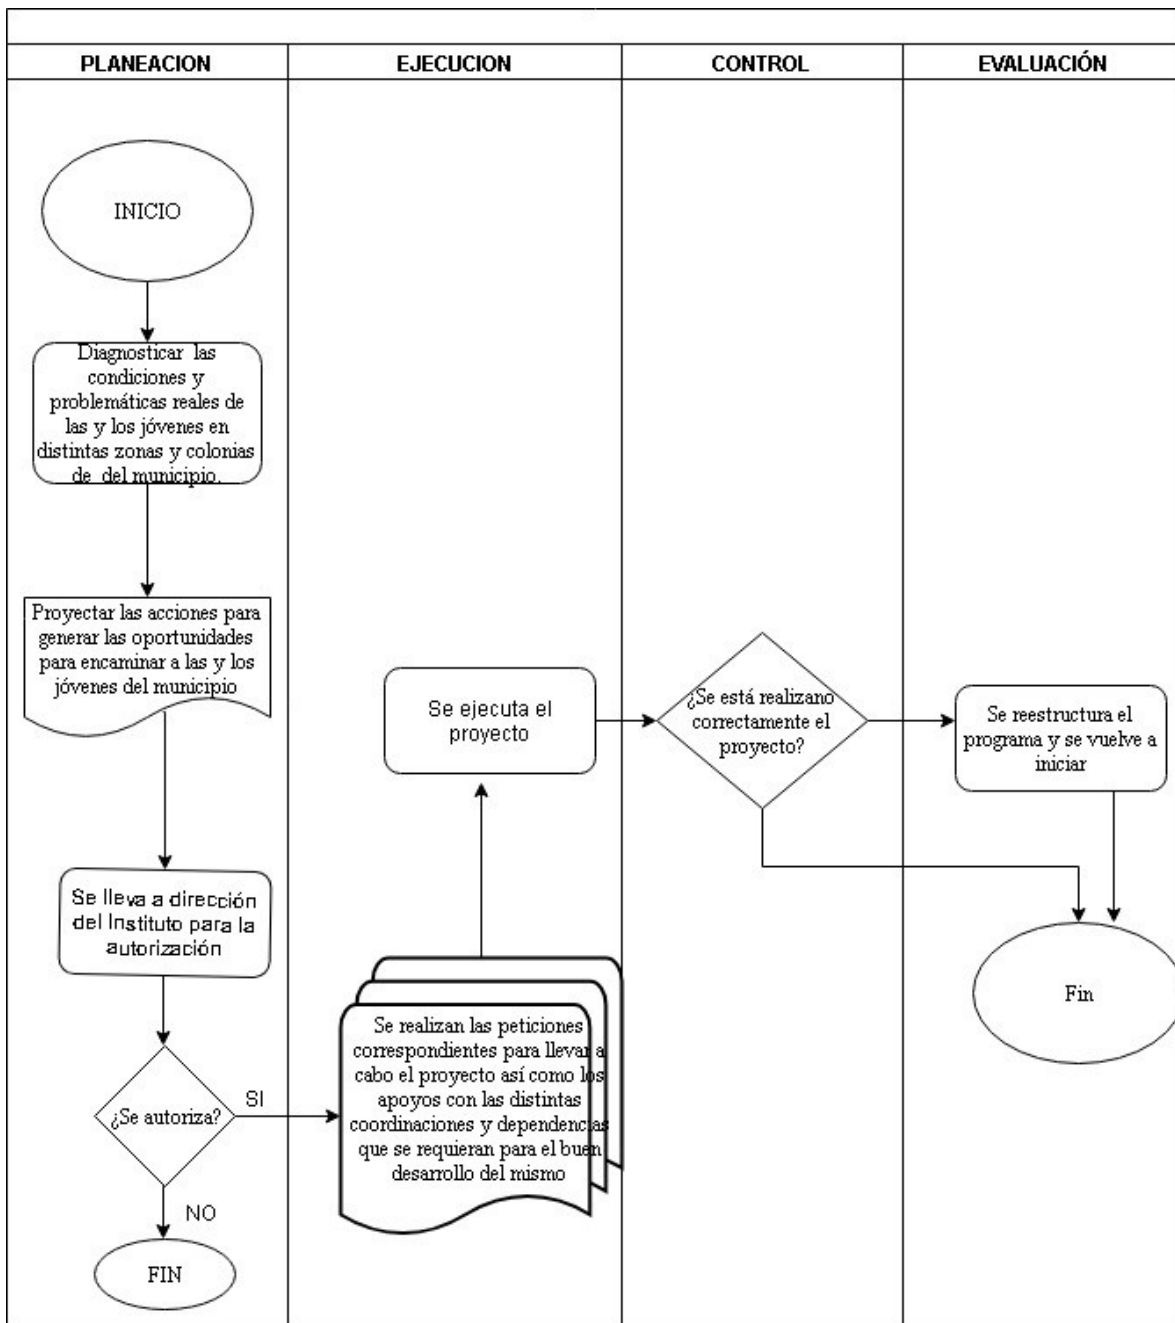 PLANEACION
EJECUCION
CONTROL
EVALUACIÓN
INICIO
Diagnosticar las
condiciones y
problemáticas reales de
las y los jóvenes en
distintas zonas y colonias
de del municipio.
Proyectar las acciones para
generar las oportunidades
para encaminar a las y los
jóvenes del municipio
Se lleva a dirección
del Instituto para la
autorización
¿Se autoriza?
SI
NO
FIN
Se realizan las peticiones
correspondientes para llevar a
cabo el proyecto así como los
apoyos con las distintas
coordinaciones y dependencias
que se requieran para el buen
desarrollo del mismo
Se ejecuta el
proyecto
¿Se está realizano
correctamente el
proyecto?
Se reestructura el
programa y se vuelve a
iniciar
Fin